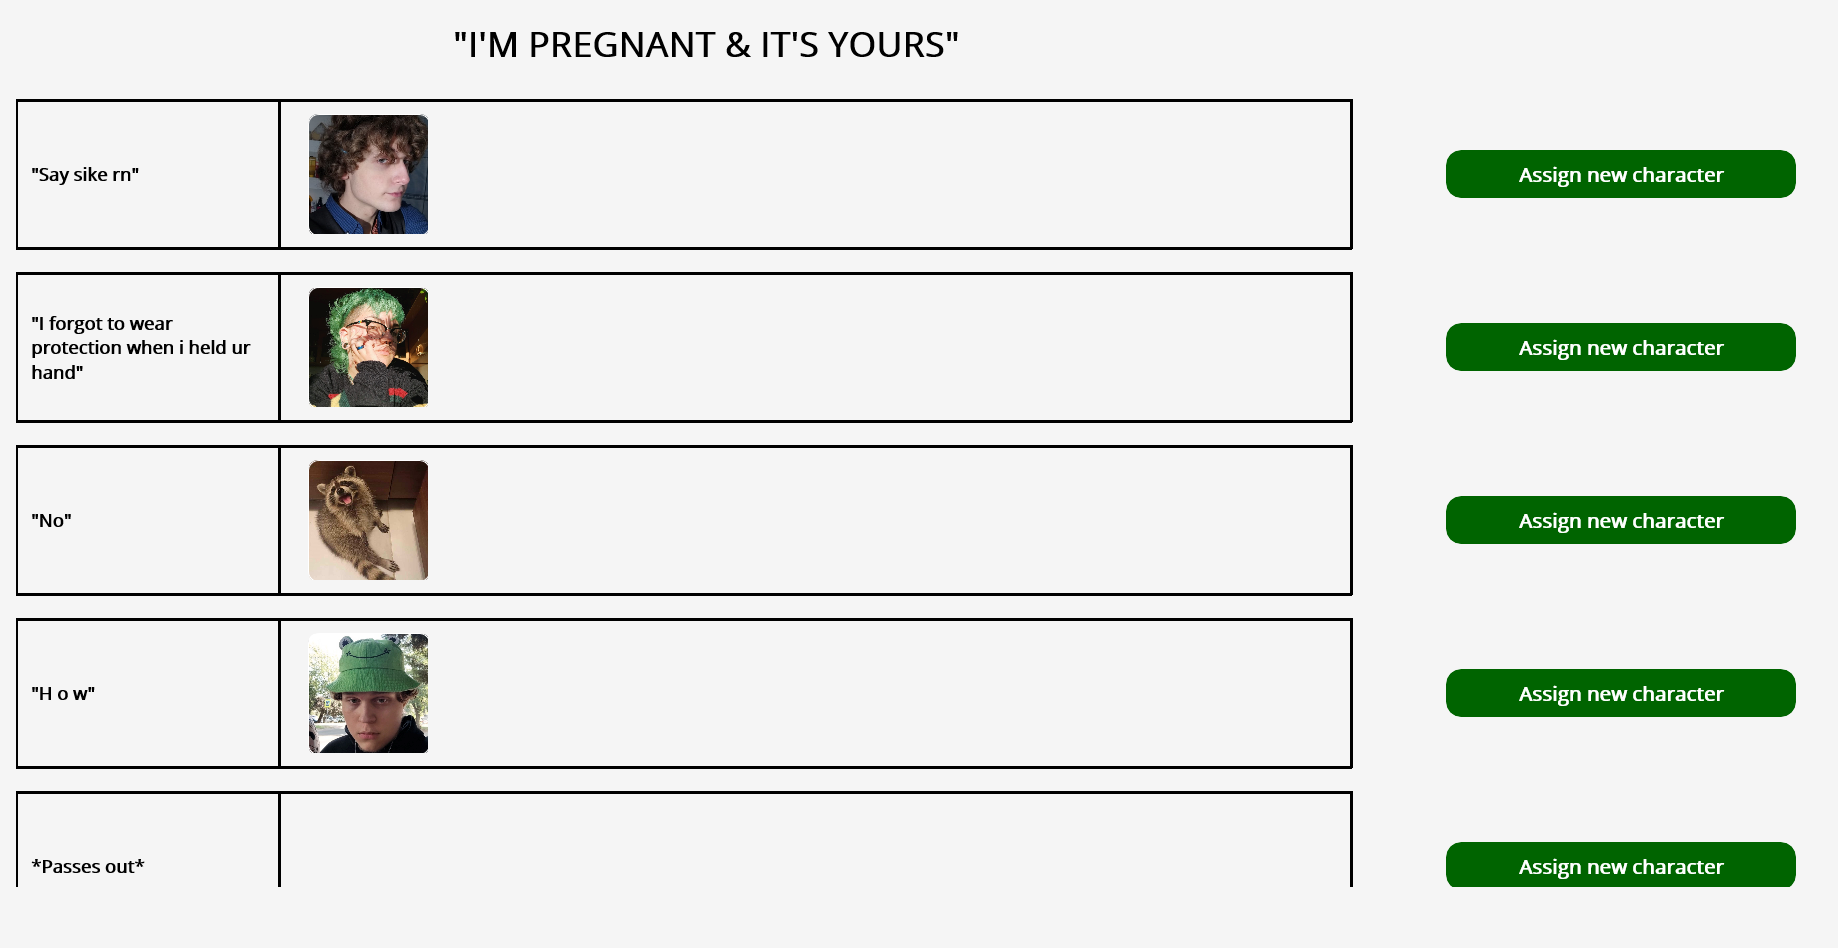 "I'M PREGNANT & IT'S YOURS"
"Say sike rn"
Assign new character
"I forgot to wear
protection when i held ur
hand"
Assign new character
"No"
Assign new character
"H o w"
Assign new character
*Passes out*
Assign new character